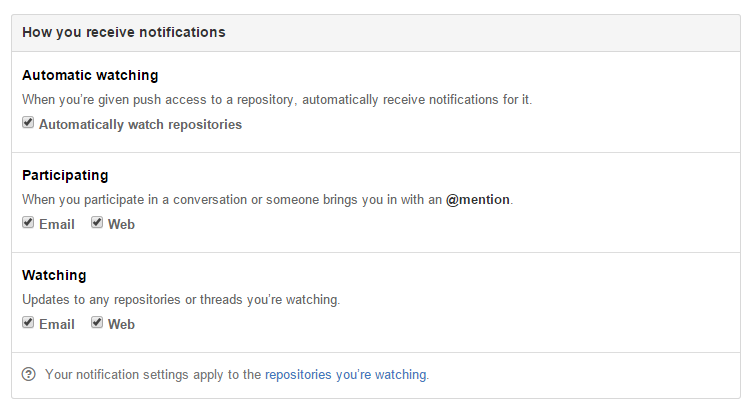 How you receive notifications
Automatic watching
When you’re given push access to a repository, automatically receive notifications for it.
Automatically watch repositories
Participating
When you participate in a conversation or someone brings you in with an @mention.
Email Web
Watching
Updates to any repositories or threads you’re watching.
Email Web
Your notification settings apply to the repositories you’re watching.